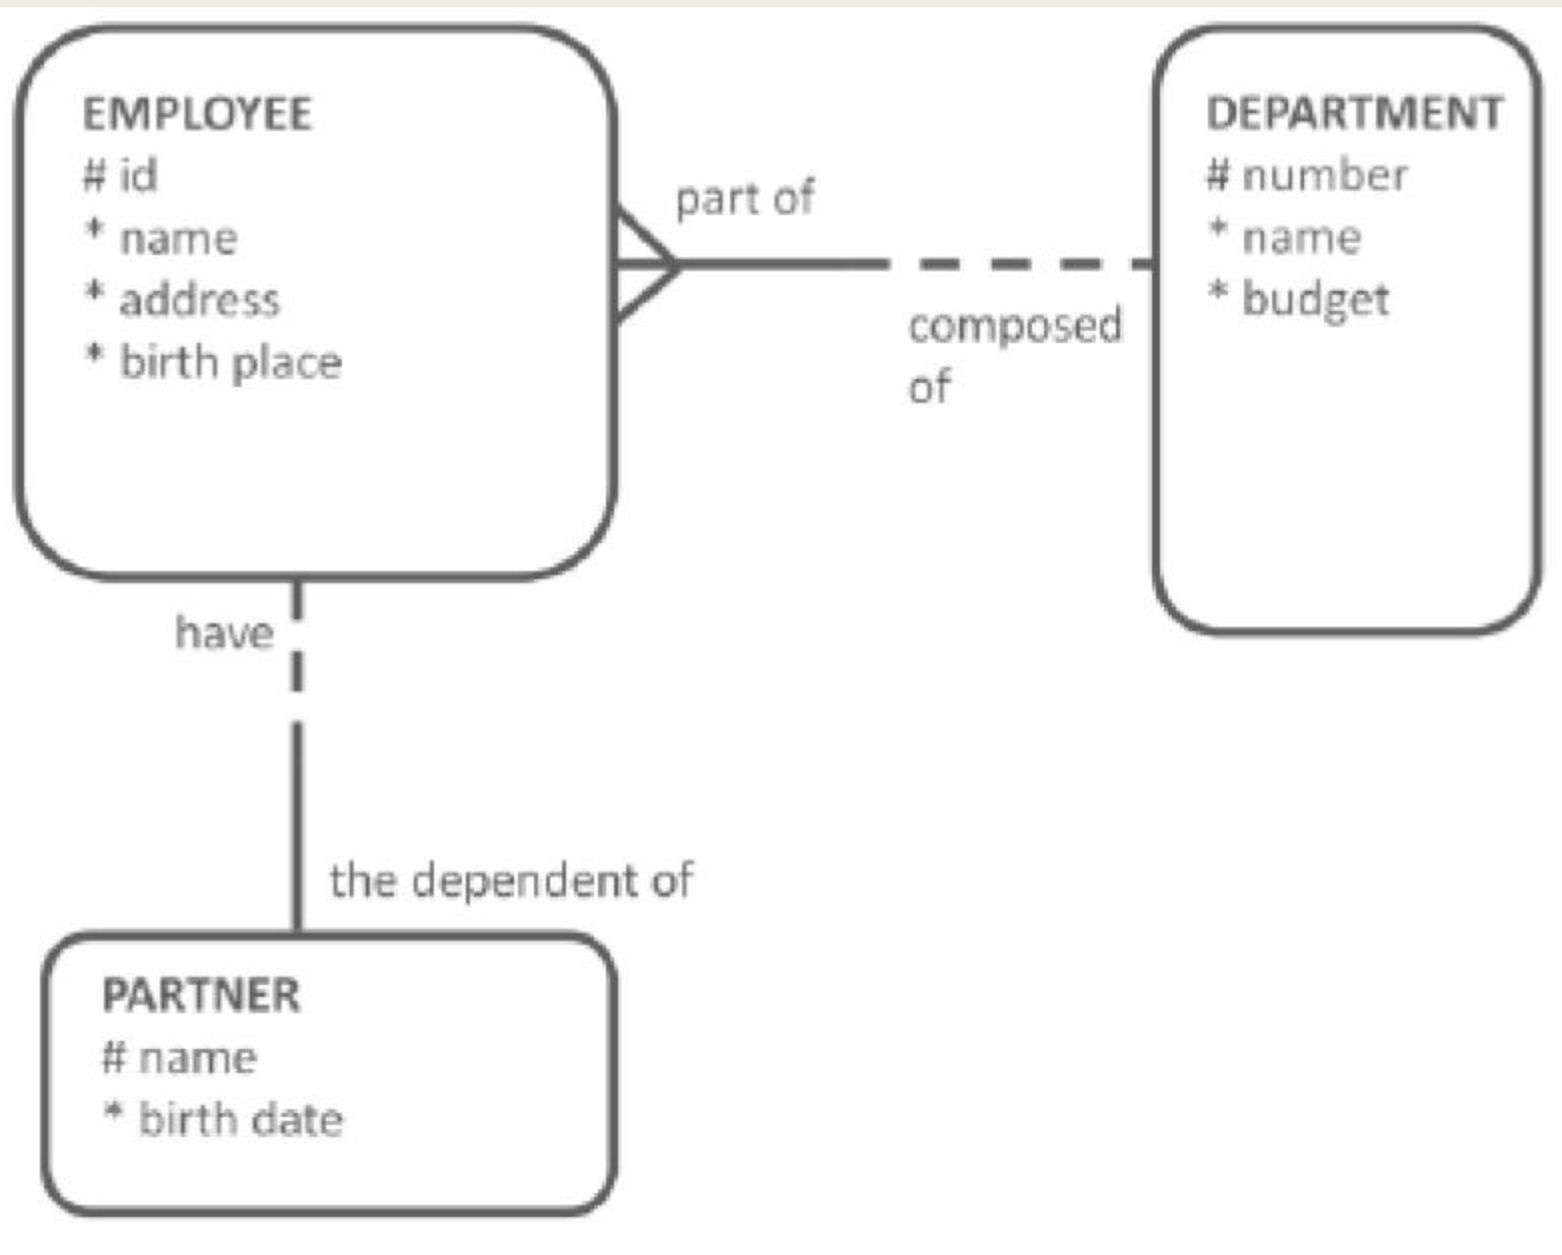 EMPLOYEE
# id
* name
* address
* birth place
part of
composed
of
DEPARTMENT
# number
* name
* budget
have
the dependent of
PARTNER
# name
* birth date